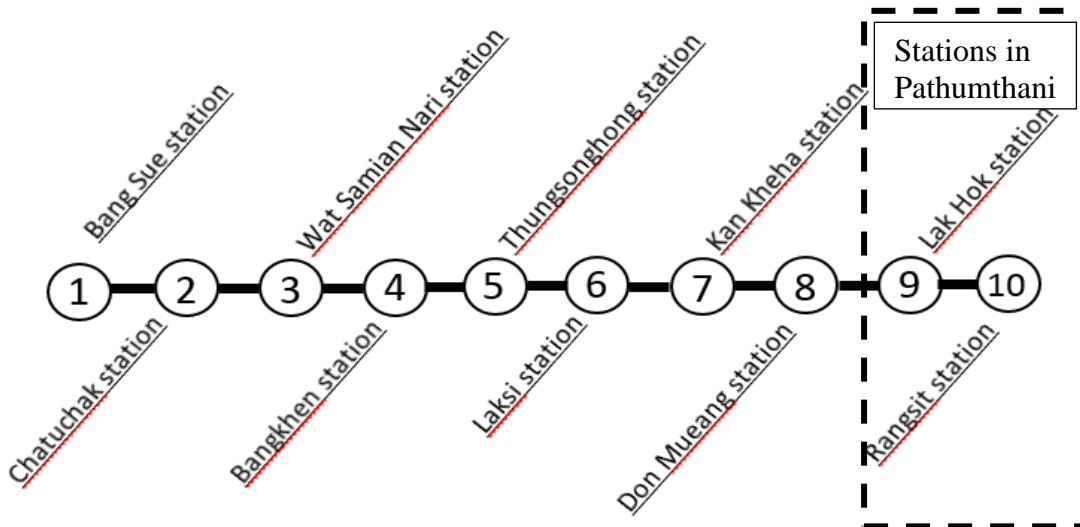 Stations in
Pathumthani
Bang Sue station
Wat Samian Nari station
Thungsonghong station
Kan Kheha station
Lak Hok station
1
2
3
4
5
6
7
8
9
10
Chatuchak station
Bangkhen station
Laksi station
Don Mueang station
Rangsit station